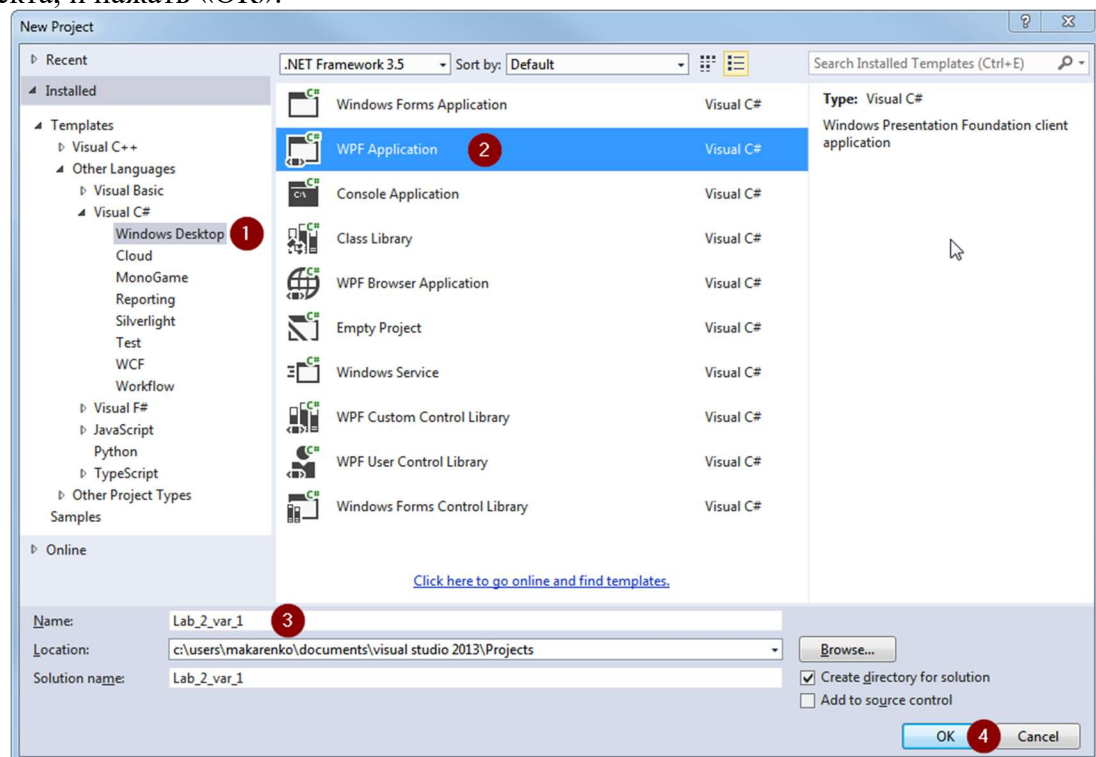 екта, и нажать «ОК».
New Project
Recent
Installed
Templates
Visual C++
Other Languages
Visual Basic
Visual C#
Windows Desktop 1
Cloud
MonoGame
Reporting
Silverlight
Test
WCF
Workflow
Visual F#
JavaScript
Python
TypeScript
Other Project Types
Samples
Online
.NET Framework 3.5 Sort by: Default
Windows Forms Application Visual C#
WPF Application 2 Visual C#
Console Application Visual C#
Class Library Visual C#
WPF Browser Application Visual C#
Empty Project Visual C#
Windows Service Visual C#
WPF Custom Control Library Visual C#
WPF User Control Library Visual C#
Windows Forms Control Library Visual C#
Click here to go online and find templates.
Search Installed Templates (Ctrl+E)
Type: Visual C#
Windows Presentation Foundation client
application
Name: Lab_2_var_1 3
Location: c:\users\makarenko\documents\visual studio 2013\Projects Browse...
Solution name: Lab_2_var_1
Create directory for solution
Add to source control
OK 4 Cancel